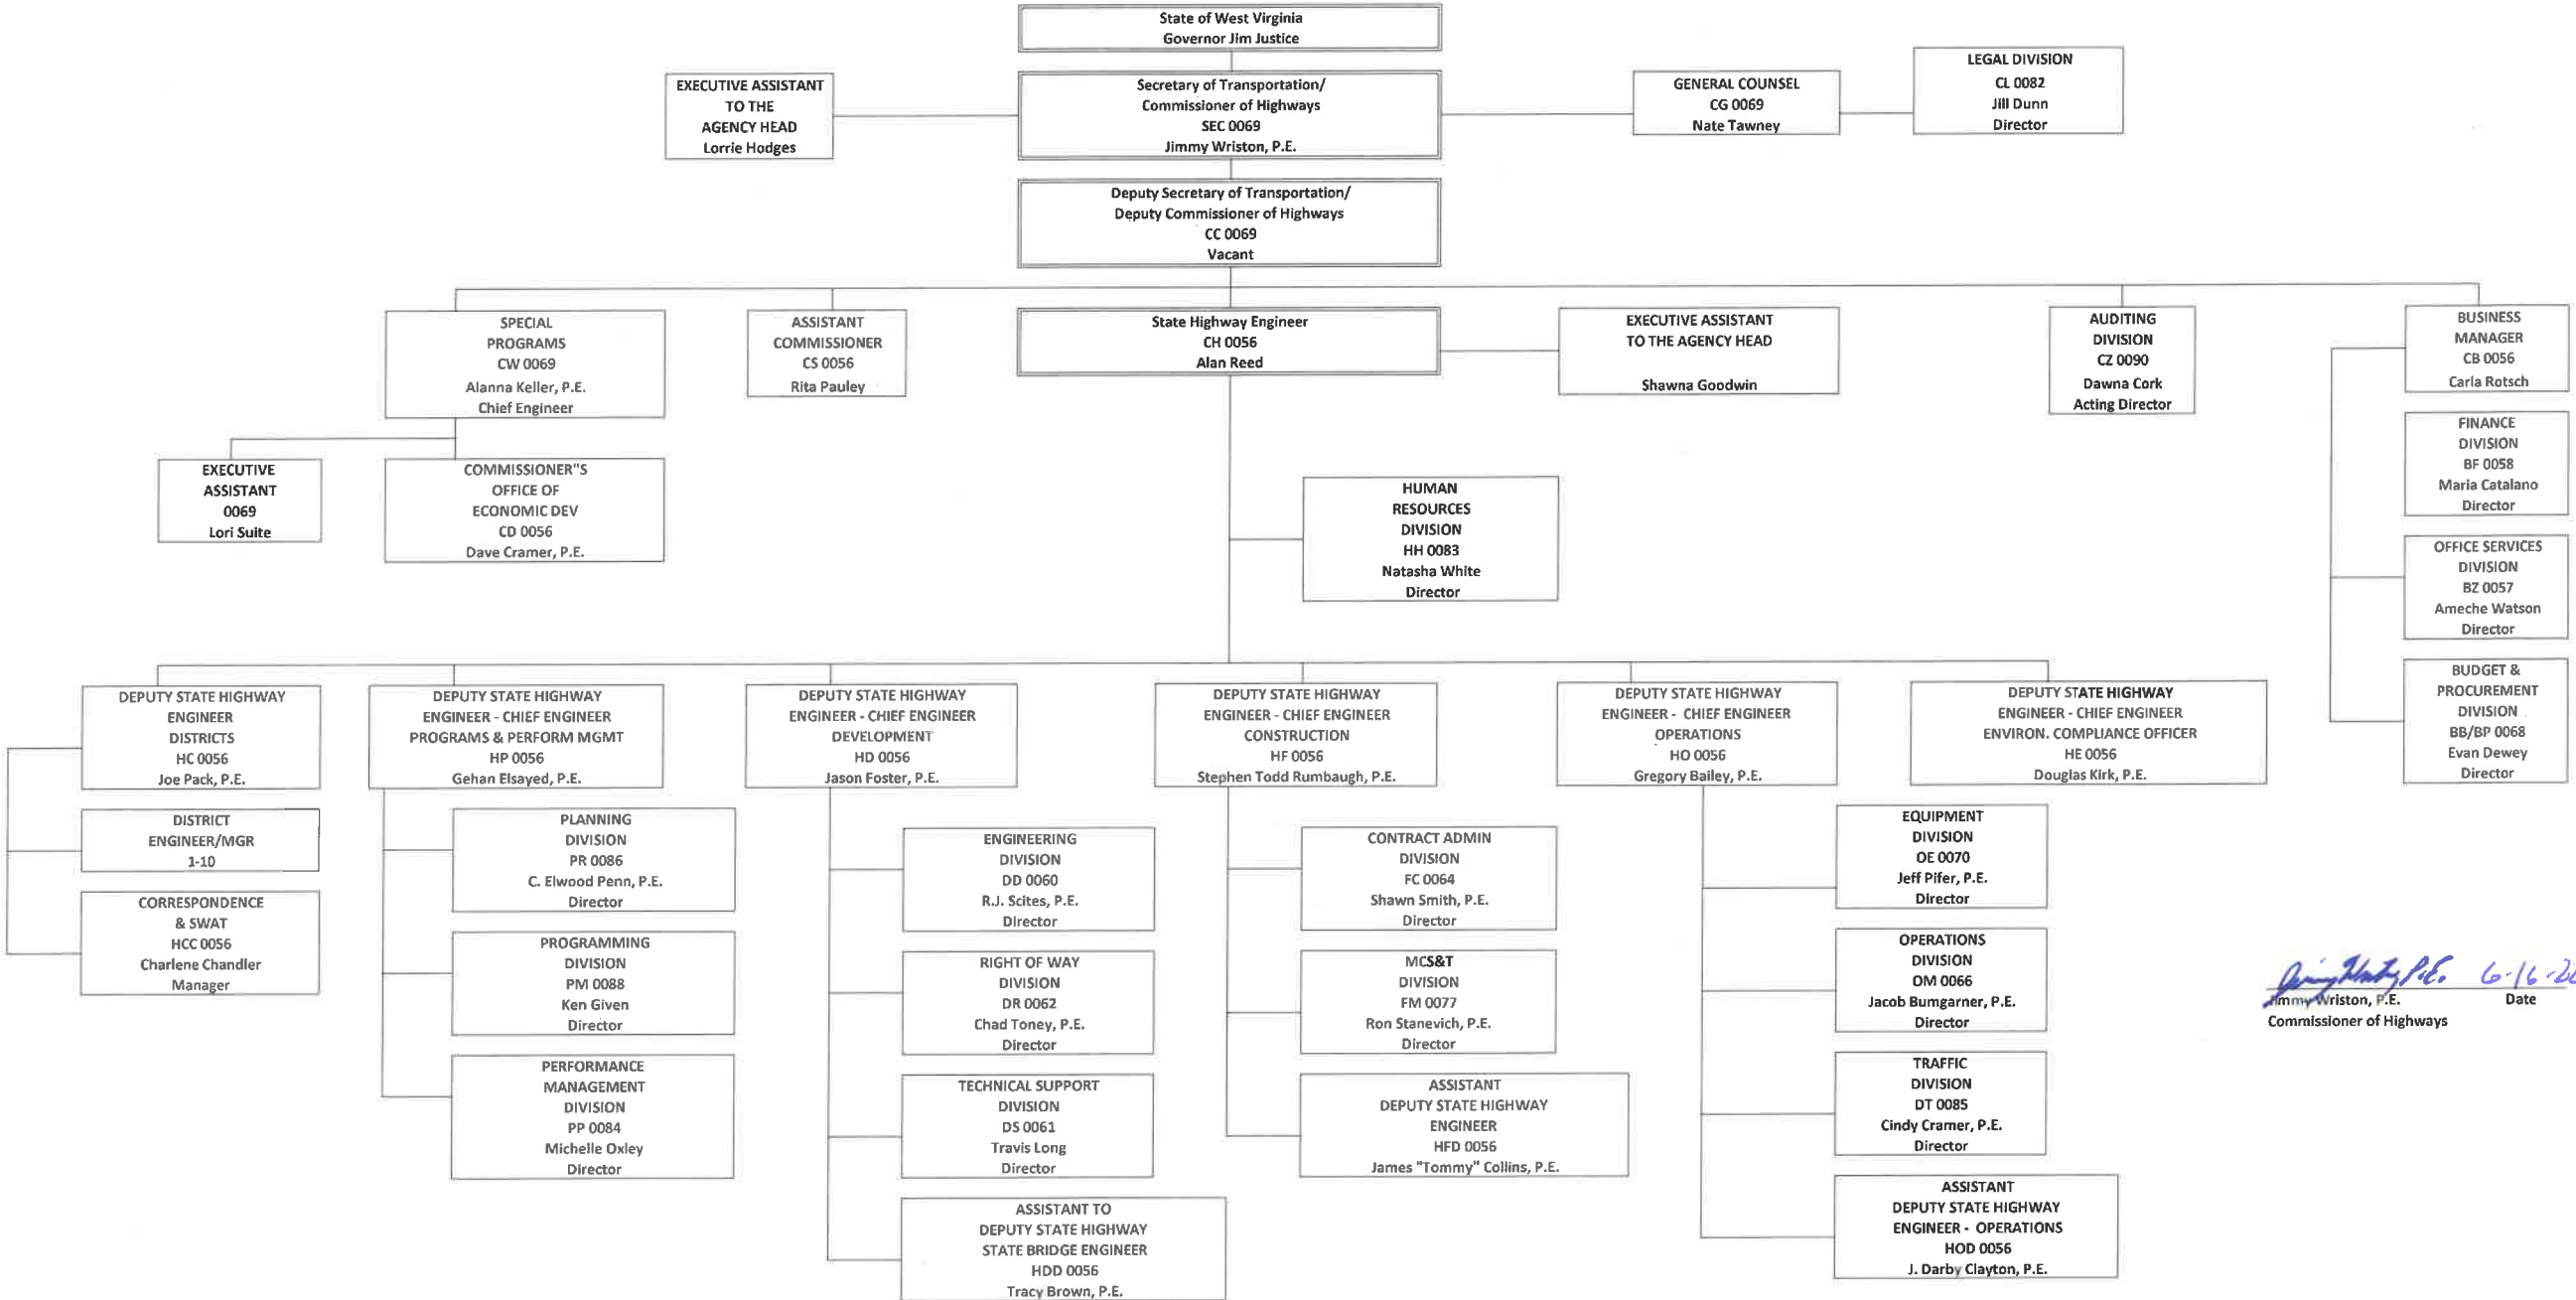 State of West Virginia
Governor Jim Justice
EXECUTIVE ASSISTANT
TO THE
AGENCY HEAD
Lorrie Hodges
Secretary of Transportation/
Commissioner of Highways
SEC 0069
Jimmy Wriston, P.E.
GENERAL COUNSEL
CG 0069
Nate Tawney
LEGAL DIVISION
CL 0082
Jill Dunn
Director
Deputy Secretary of Transportation/
Deputy Commissioner of Highways
CC 0069
Vacant
SPECIAL
PROGRAMS
CW 0069
Alanna Keller, P.E.
Chief Engineer
ASSISTANT
COMMISSIONER
CS 0056
Rita Pauley
State Highway Engineer
CH 0056
Alan Reed
EXECUTIVE ASSISTANT
TO THE AGENCY HEAD
Shawna Goodwin
AUDITING
DIVISION
CZ 0090
Dawna Cork
Acting Director
BUSINESS
MANAGER
CB 0056
Carla Rotsch
EXECUTIVE
ASSISTANT
0069
Lori Suite
COMMISSIONER"S
OFFICE OF
ECONOMIC DEV
CD 0056
Dave Cramer, P.E.
HUMAN
RESOURCES
DIVISION
HH 0083
Natasha White
Director
FINANCE
DIVISION
BF 0058
Maria Catalano
Director
OFFICE SERVICES
DIVISION
BZ 0057
Ameche Watson
Director
BUDGET &
PROCUREMENT
DIVISION
BB/BP 0068
Evan Dewey
Director
DEPUTY STATE HIGHWAY
ENGINEER
DISTRICTS
HC 0056
Joe Pack, P.E.
DISTRICT
ENGINEER/MGR
1-10
CORRESPONDENCE
& SWAT
HCC 0056
Charlene Chandler
Manager
DEPUTY STATE HIGHWAY
ENGINEER - CHIEF ENGINEER
PROGRAMS & PERFORM MGMT
HP 0056
Gehan Elsayed, P.E.
PLANNING
DIVISION
PR 0086
C. Elwood Penn, P.E.
Director
PROGRAMMING
DIVISION
PM 0088
Ken Given
Director
PERFORMANCE
MANAGEMENT
DIVISION
PP 0084
Michelle Oxley
Director
DEPUTY STATE HIGHWAY
ENGINEER - CHIEF ENGINEER
DEVELOPMENT
HD 0056
Jason Foster, P.E.
ENGINEERING
DIVISION
DD 0060
R.J. Scites, P.E.
Director
RIGHT OF WAY
DIVISION
DR 0062
Chad Toney, P.E.
Director
TECHNICAL SUPPORT
DIVISION
DS 0061
Travis Long
Director
ASSISTANT TO
DEPUTY STATE HIGHWAY
STATE BRIDGE ENGINEER
HDD 0056
Tracy Brown, P.E.
DEPUTY STATE HIGHWAY
ENGINEER - CHIEF ENGINEER
CONSTRUCTION
HF 0056
Stephen Todd Rumbaugh, P.E.
CONTRACT ADMIN
DIVISION
FC 0064
Shawn Smith, P.E.
Director
MCS&T
DIVISION
FM 0077
Ron Stanevich, P.E.
Director
ASSISTANT
DEPUTY STATE HIGHWAY
ENGINEER
HFD 0056
James "Tommy" Collins, P.E.
DEPUTY STATE HIGHWAY
ENGINEER - CHIEF ENGINEER
OPERATIONS
HO 0056
Gregory Bailey, P.E.
EQUIPMENT
DIVISION
OE 0070
Jeff Pifer, P.E.
Director
OPERATIONS
DIVISION
OM 0066
Jacob Bumgarner, P.E.
Director
TRAFFIC
DIVISION
DT 0085
Cindy Cramer, P.E.
Director
ASSISTANT
DEPUTY STATE HIGHWAY
ENGINEER - OPERATIONS
HOD 0056
J. Darby Clayton, P.E.
DEPUTY STATE HIGHWAY
ENGINEER - CHIEF ENGINEER
ENVIRON. COMPLIANCE OFFICER
HE 0056
Douglas Kirk, P.E.
P.E. 6-16-
Jimmy Wriston, P.E. Date
Commissioner of Highways